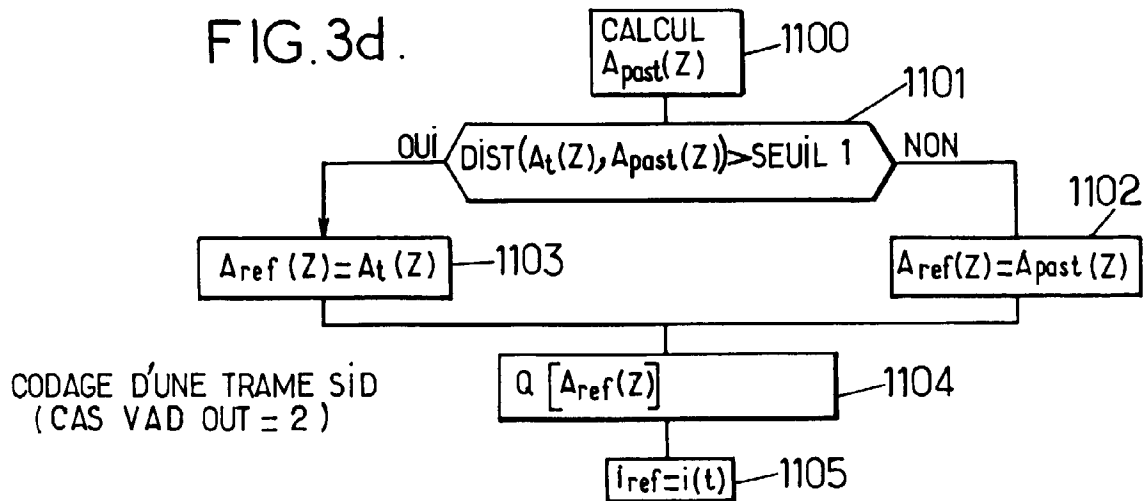 FIG. 3d.
CALCUL
Apast(Z)
1100
1101
OUi
DiST(At(Z), Apast(Z))>SEUiL 1
NON
1102
Aref(Z)=At(Z)
1103
Aref(Z)=Apast(Z)
CODAGE D'UNE TRAME SiD
(CAS VAD OUT=2)
Q [Aref(Z)]
1104
iref=i(t)
1105